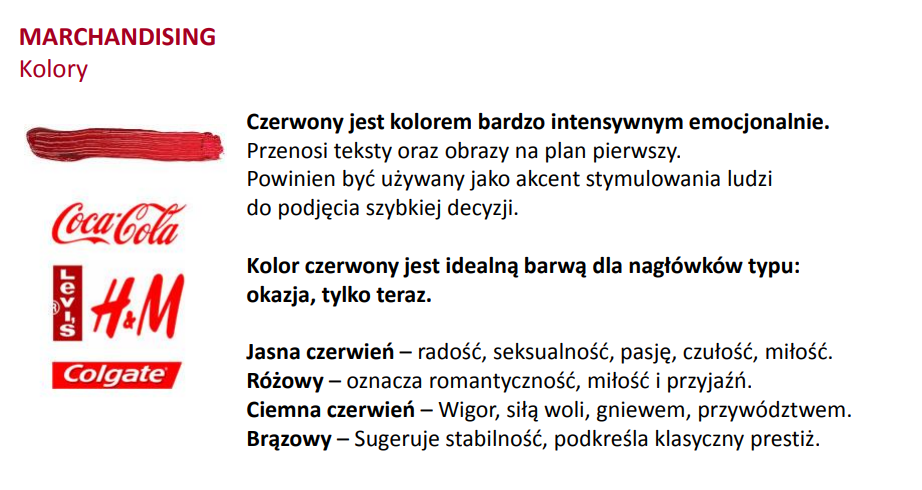 MARCHANDISING
Kolory
Czerwony jest kolorem bardzo intensywnym emocjonalnie.
Przenosi teksty oraz obrazy na plan pierwszy.
Powinien być używany jako akcent stymulowania ludzi
do podjęcia szybkiej decyzji.
Coca-Cola
Levi's
®
H&M
Colgate
Kolor czerwony jest idealną barwą dla nagłówków typu:
okazja, tylko teraz.
Jasna czerwień – radość, seksualność, pasję, czułość, miłość.
Różowy – oznacza romantyczność, miłość i przyjaźń.
Ciemna czerwień – Wigor, siłą woli, gniewem, przywództwem.
Brązowy – Sugeruje stabilność, podkreśla klasyczny prestiż.